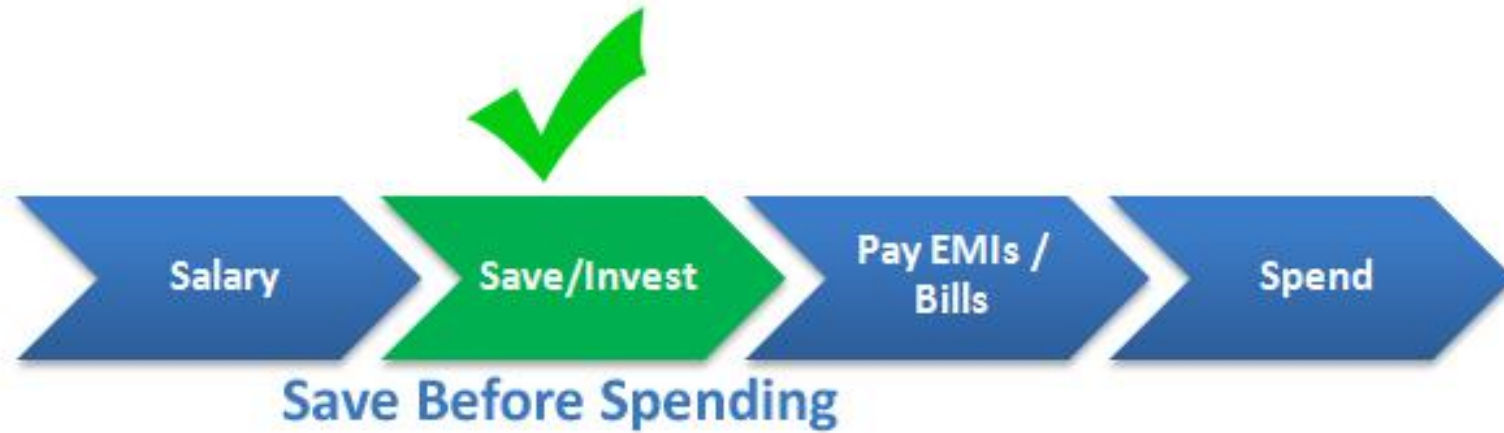 Salary
Save/Invest
Pay EMIs /
Bills
Spend
Save Before Spending